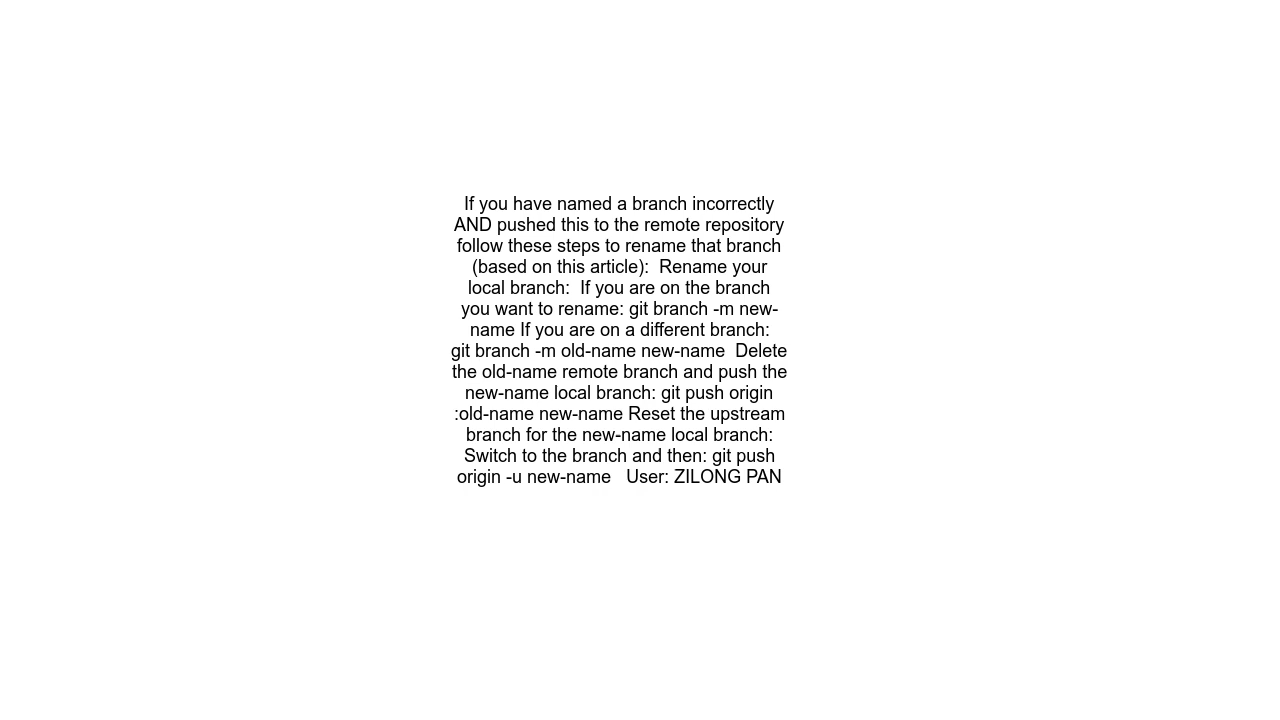 If you have named a branch incorrectly
AND pushed this to the remote repository
follow these steps to rename that branch
(based on this article):  Rename your
local branch:  If you are on the branch
you want to rename: git branch -m new-
name If you are on a different branch:
git branch -m old-name new-name  Delete
the old-name remote branch and push the
new-name local branch: git push origin
:old-name new-name Reset the upstream
branch for the new-name local branch:
Switch to the branch and then: git push
origin -u new-name   User: ZILONG PAN